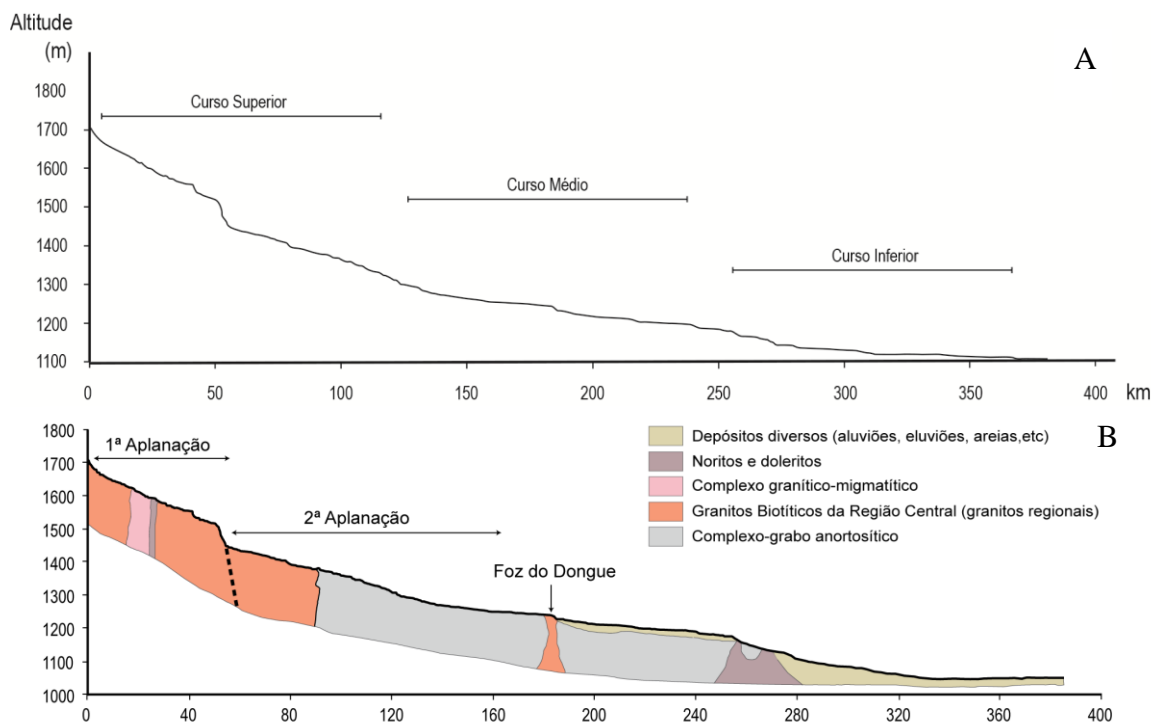 Altitude
(m)
A
1800
1700
1600
1500
1400
1300
1200
1100
Curso Superior
Curso Médio
Curso Inferior
0 50 100 150 200 250 300 350 400 km
B
1800
1700
1600
1500
1400
1300
1200
1100
1000
1ª Aplanação
2ª Aplanação
Foz do Dongue
Depósitos diversos (aluviões, eluviões, areias,etc)
Noritos e doleritos
Complexo granítico-migmatítico
Granitos Biotíticos da Região Central (granitos regionais)
Complexo-grabo anortosítico
0 40 80 120 160 200 240 280 320 360 400